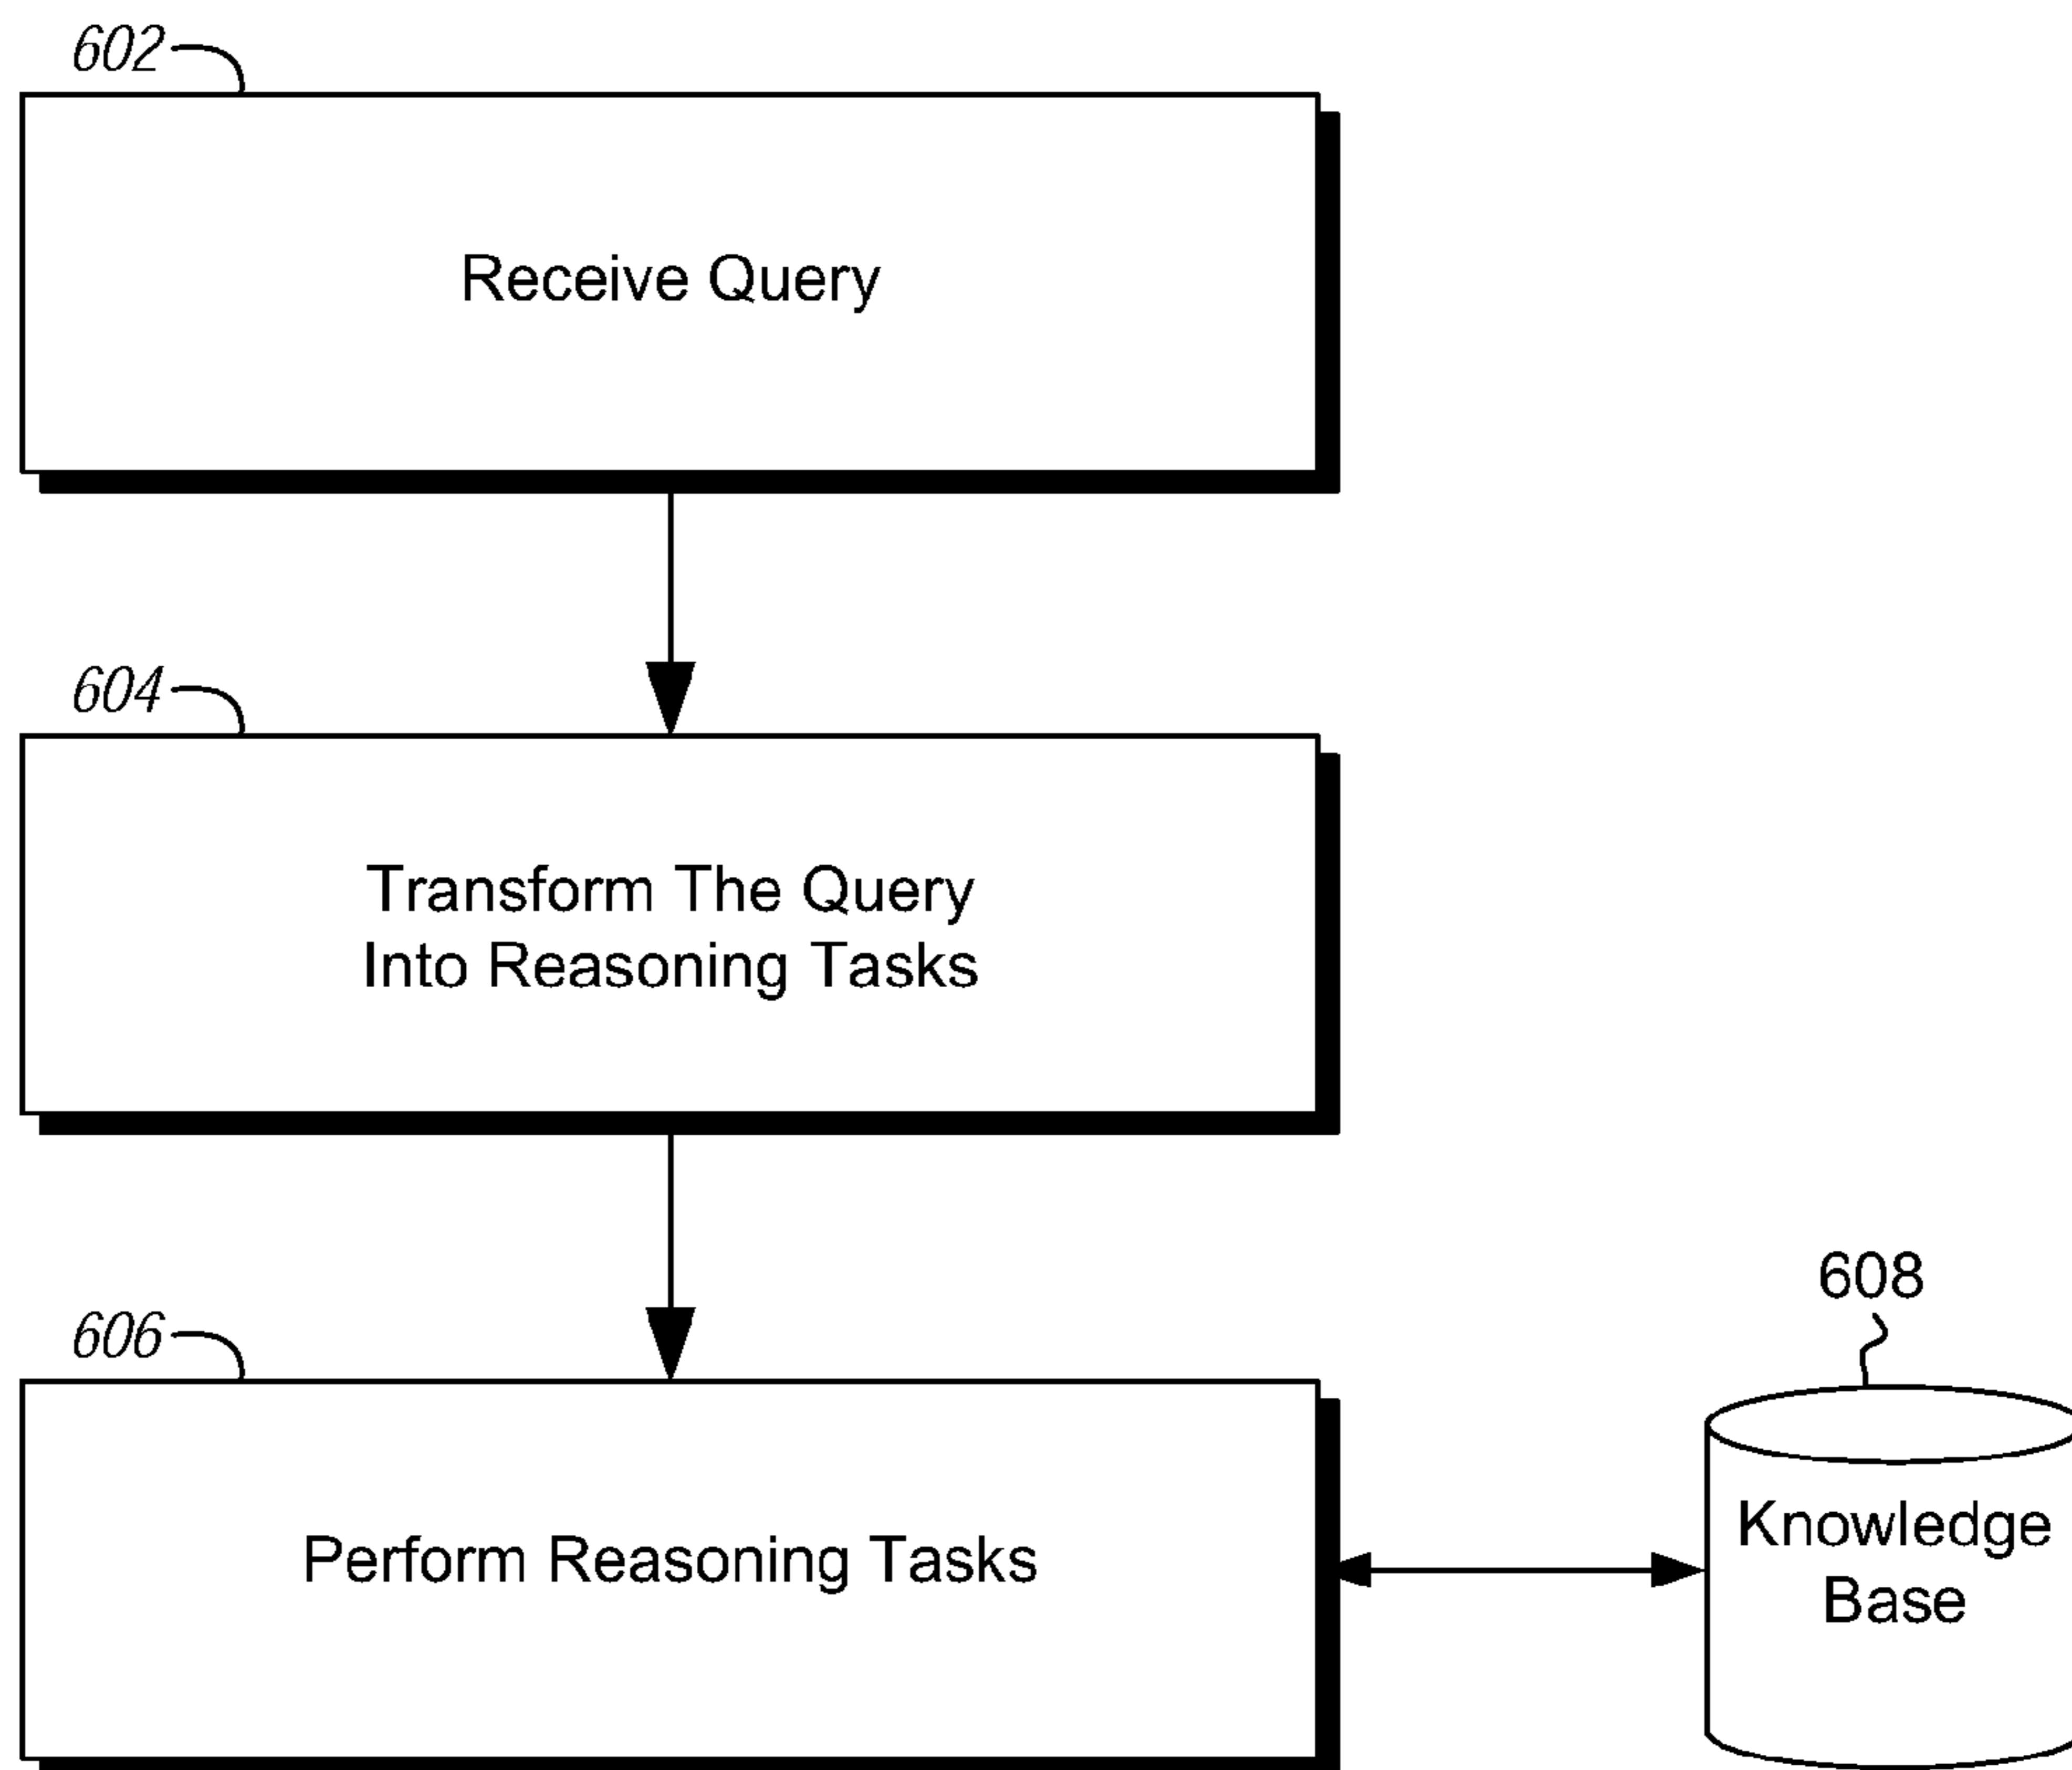 602
Receive Query
604
Transform The Query
Into Reasoning Tasks
606
Perform Reasoning Tasks
608
Knowledge
Base